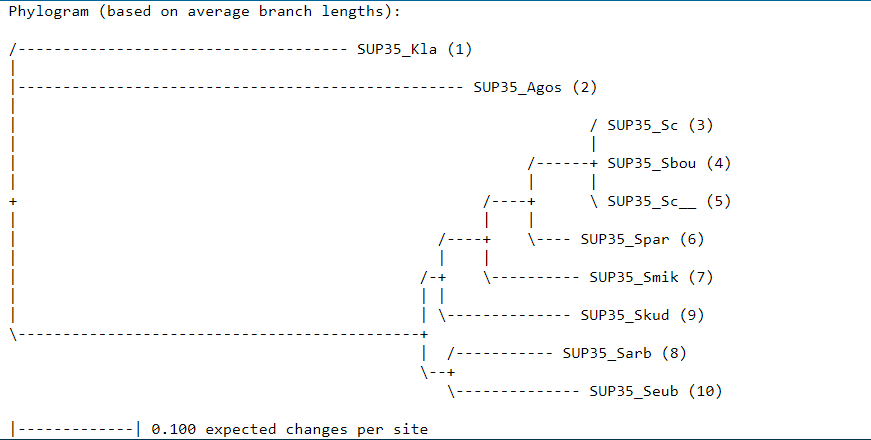 Phylogram (based on average branch lengths):
/------------------------------------- SUP35_Kla (1)
|
|-------------------------------------------------- SUP35_Agos (2)
|
|                                                                / SUP35_Sc (3)
|                                                                |
|                                                         /------+ SUP35_Sbou (4)
|                                                         |      |
+                                                    /----+      \ SUP35_Sc__ (5)
|                                                    |    |
|                                               /----+    \---- SUP35_Spar (6)
|                                               |    |
|                                             /-+    \---------- SUP35_Smik (7)
|                                             | |
|                                             | \-------------- SUP35_Skud (9)
\---------------------------------------------+
                                              |  /----------- SUP35_Sarb (8)
                                              \--+
                                                 \-------------- SUP35_Seub (10)
|-------------| 0.100 expected changes per site